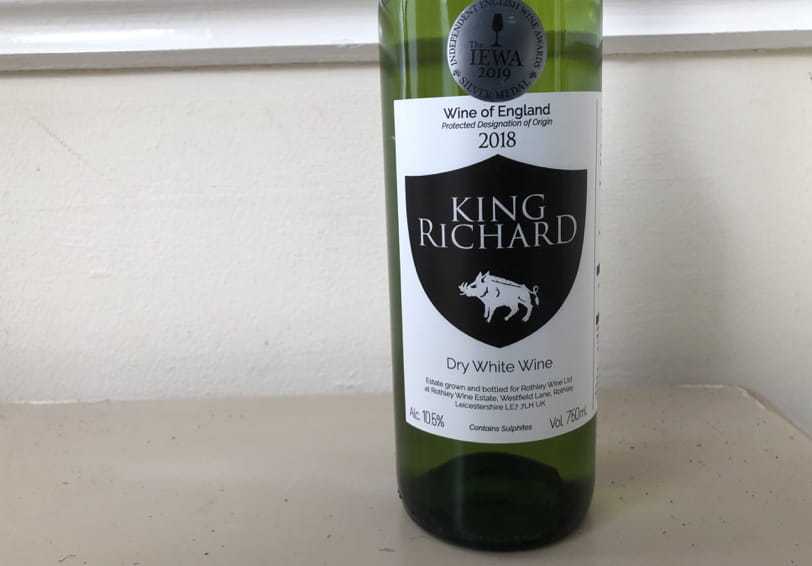 INDEPENDENT ENGLISH WINE AWARDS
The
IEWA
2019
SILVER MEDAL
Wine of England
Protected Designation of Origin
2018
KING
RICHARD
Dry White Wine
Estate grown and bottled for Rothley Wine Ltd
at Rothley Wine Estate, Westfield Lane, Rothley
Leicestershire LE7 7LH UK
Alc. 10.5%
Contains Sulphites
Vol. 750ml